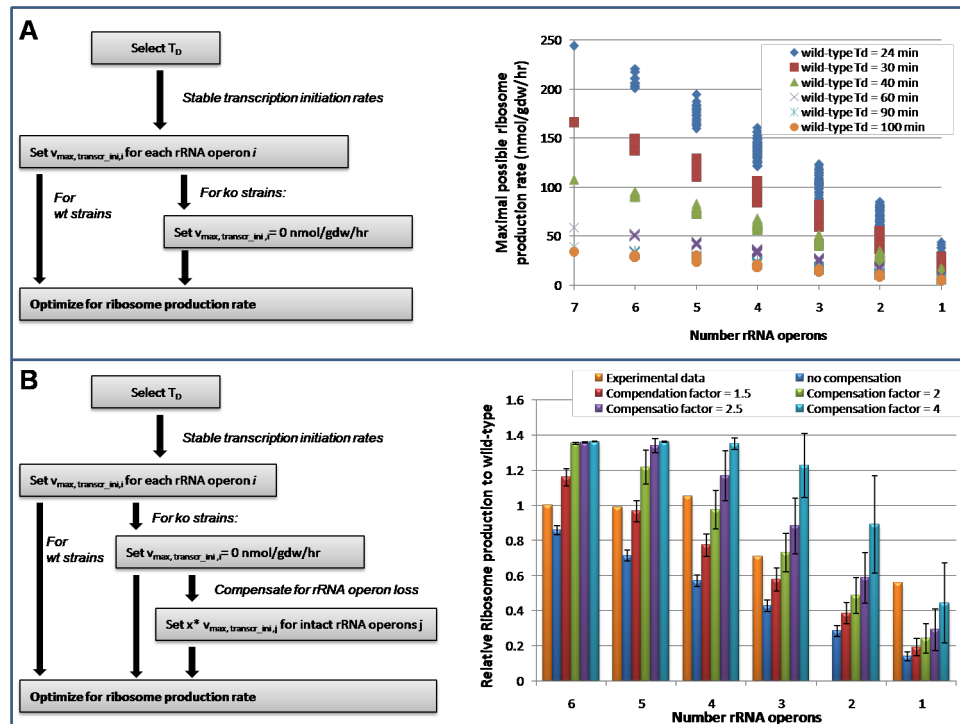 A
Select T_D
Stable transcription initiation rates
Set v_max, transcr_ini,i for each rRNA operon i
For
wt strains
For ko strains:
Set v_max, transcr_ini,i = 0 nmol/gdw/hr
Optimize for ribosome production rate
Maximal possible ribosome
production rate (nmol/gdw/hr)
250
200
150
100
50
0
wild-type Td = 24 min
wild-type Td = 30 min
wild-type Td = 40 min
wild-type Td = 60 min
wild-type Td = 90 min
wild-type Td = 100 min
7 6 5 4 3 2 1
Number rRNA operons
B
Select T_D
Stable transcription initiation rates
Set v_max, transcr_ini,i for each rRNA operon i
For
wt strains
For ko strains:
Set v_max, transcr_ini,i = 0 nmol/gdw/hr
Compensate for rRNA operon loss
Set x* v_max, transcr_ini,j for intact rRNA operons j
Optimize for ribosome production rate
Relative Ribosome production to wild-type
Experimental data
no compensation
Compendation factor = 1.5
Compensation factor = 2
Compensatio factor = 2.5
Compensation factor = 4
1.6
1.4
1.2
1
0.8
0.6
0.4
0.2
0
6 5 4 3 2 1
Number rRNA operons